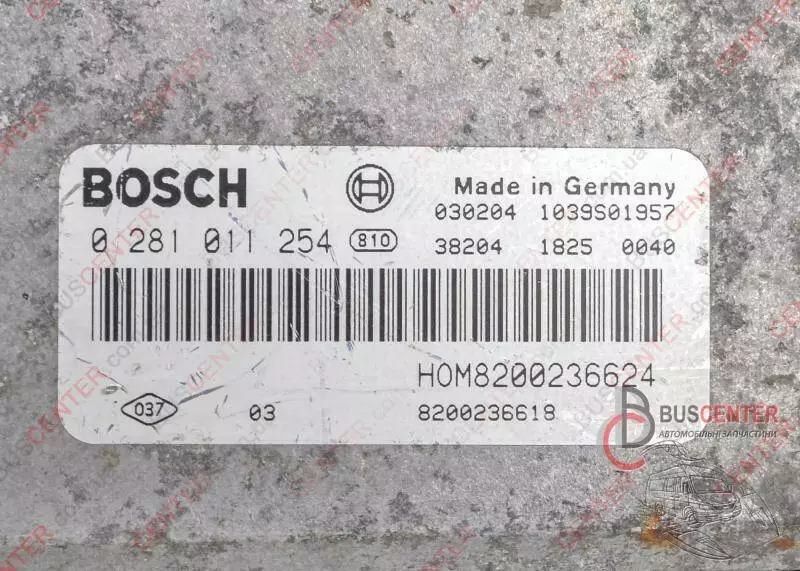 BOSCH
Made in Germany
030204 1039S01957
0 281 011 254 810 38204 1825 0040
HOM8200236624
037 03 8200236618
BUSCENTER
АВТОМОБІЛЬНІ ЗАПЧАСТИНИ